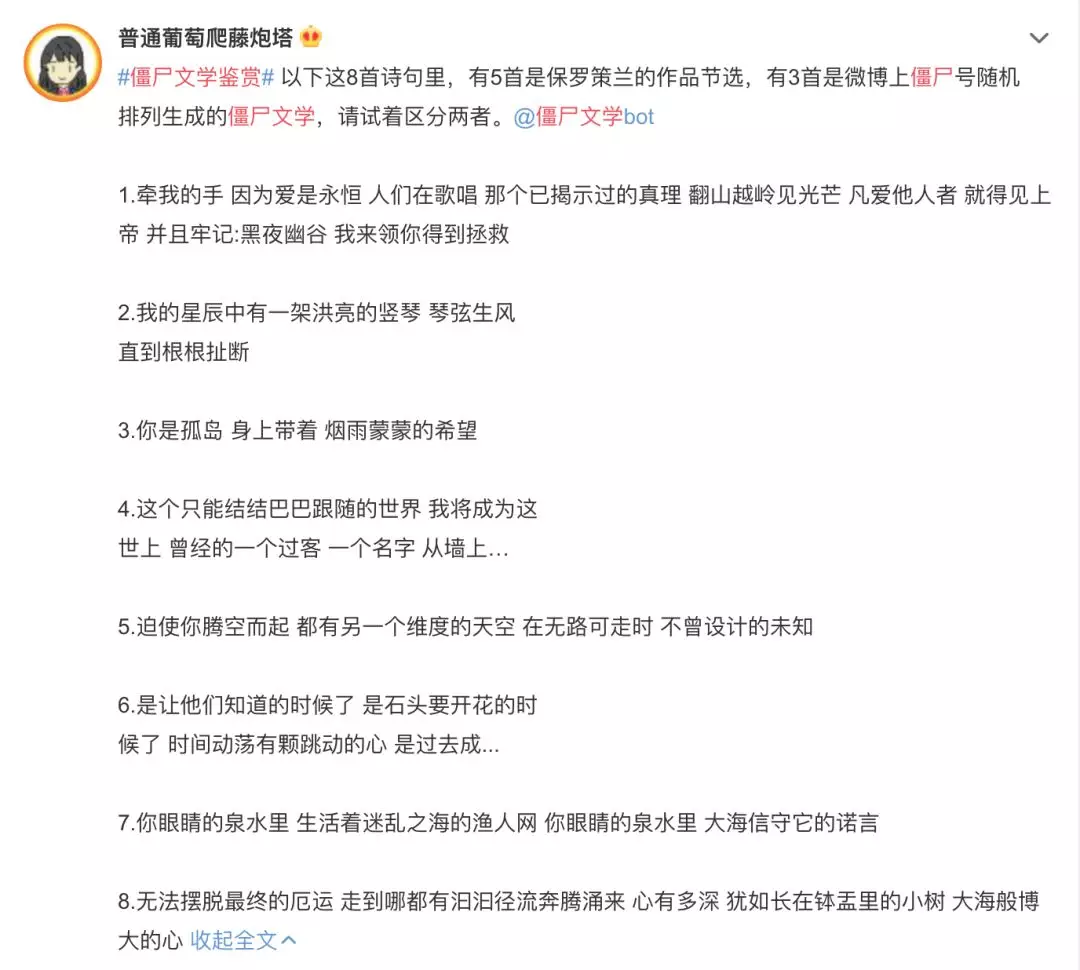 普通葡萄爬藤炮塔
#僵尸文学鉴赏# 以下这8首诗句里，有5首是保罗策兰的作品节选，有3首是微博上僵尸号随机
排列生成的僵尸文学，请试着区分两者。@僵尸文学bot
1.牵我的手 因为爱是永恒 人们在歌唱 那个已揭示过的真理 翻山越岭见光芒 凡爱他人者 就得见上
帝 并且牢记:黑夜幽谷 我来领你得到拯救
2.我的星辰中有一架洪亮的竖琴 琴弦生风
直到根根扯断
3.你是孤岛 身上带着 烟雨蒙蒙的希望
4.这个只能结结巴巴跟随的世界 我将成为这
世上 曾经的一个过客 一个名字 从墙上...
5.迫使你腾空而起 都有另一个维度的天空 在无路可走时 不曾设计的未知
6.是让他们知道的时候了 是石头要开花的时
候了 时间动荡有颗跳动的心 是过去成...
7.你眼睛的泉水里 生活着迷乱之海的渔人网 你眼睛的泉水里 大海信守它的诺言
8.无法摆脱最终的厄运 走到哪都有汩汩径流奔腾涌来 心有多深 犹如长在钵盂里的小树 大海般博
大的心 收起全文